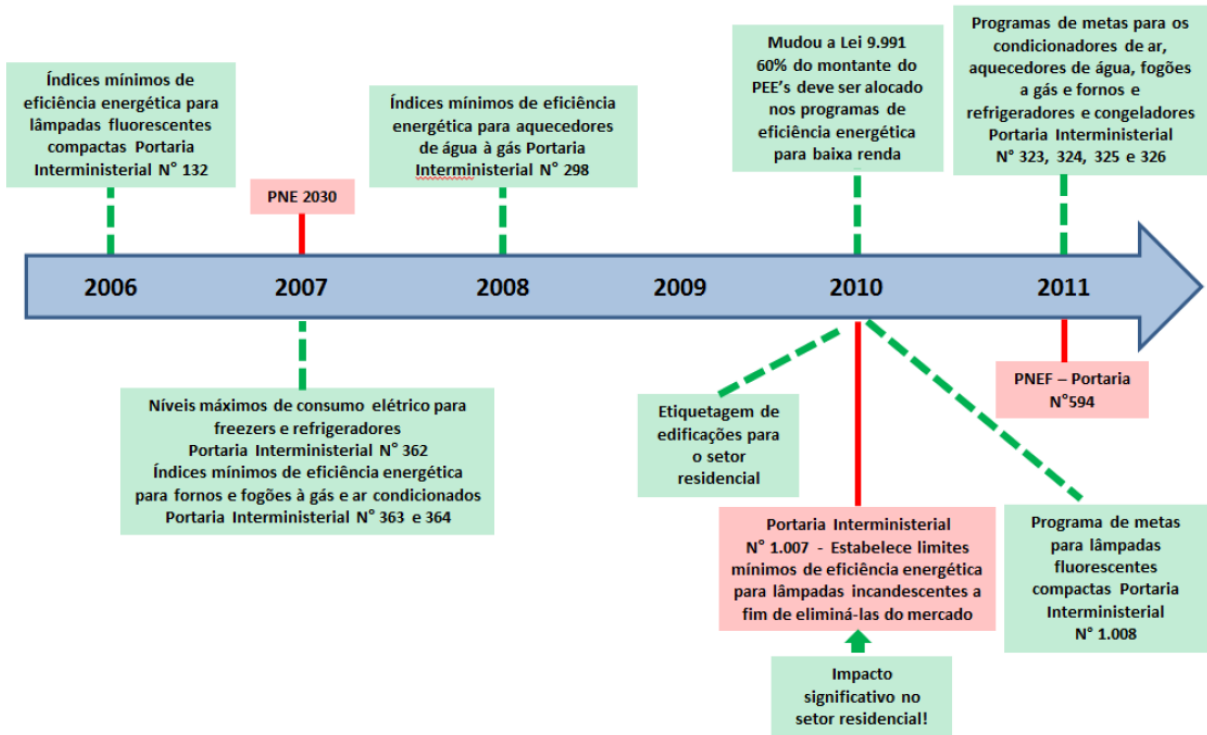 Índices mínimos de
eficiência energética para
lâmpadas fluorescentes
compactas Portaria
Interministerial N° 132
PNE 2030
Índices mínimos de eficiência
energética para aquecedores
de água à gás Portaria
Interministerial N° 298
Mudou a Lei 9.991
60% do montante do
PEE's deve ser alocado
nos programas de
eficiência energética
para baixa renda
Programas de metas para os
condicionadores de ar,
aquecedores de água, fogões
a gás e fornos e
refrigeradores e congeladores
Portaria Interministerial
N° 323, 324, 325 e 326
2006
2007
2008
2009
2010
2011
Níveis máximos de consumo elétrico para
freezers e refrigeradores
Portaria Interministerial N° 362
Índices mínimos de eficiência energética
para fornos e fogões à gás e ar condicionados
Portaria Interministerial N° 363 e 364
Etiquetagem de
edificações para
o setor
residencial
Portaria Interministerial
N° 1.007 - Estabelece limites
mínimos de eficiência energética
para lâmpadas incandescentes a
fim de eliminá-las do mercado
Impacto
significativo no
setor residencial!
PNEF – Portaria
N°594
Programa de metas
para lâmpadas
fluorescentes
compactas Portaria
Interministerial
N° 1.008